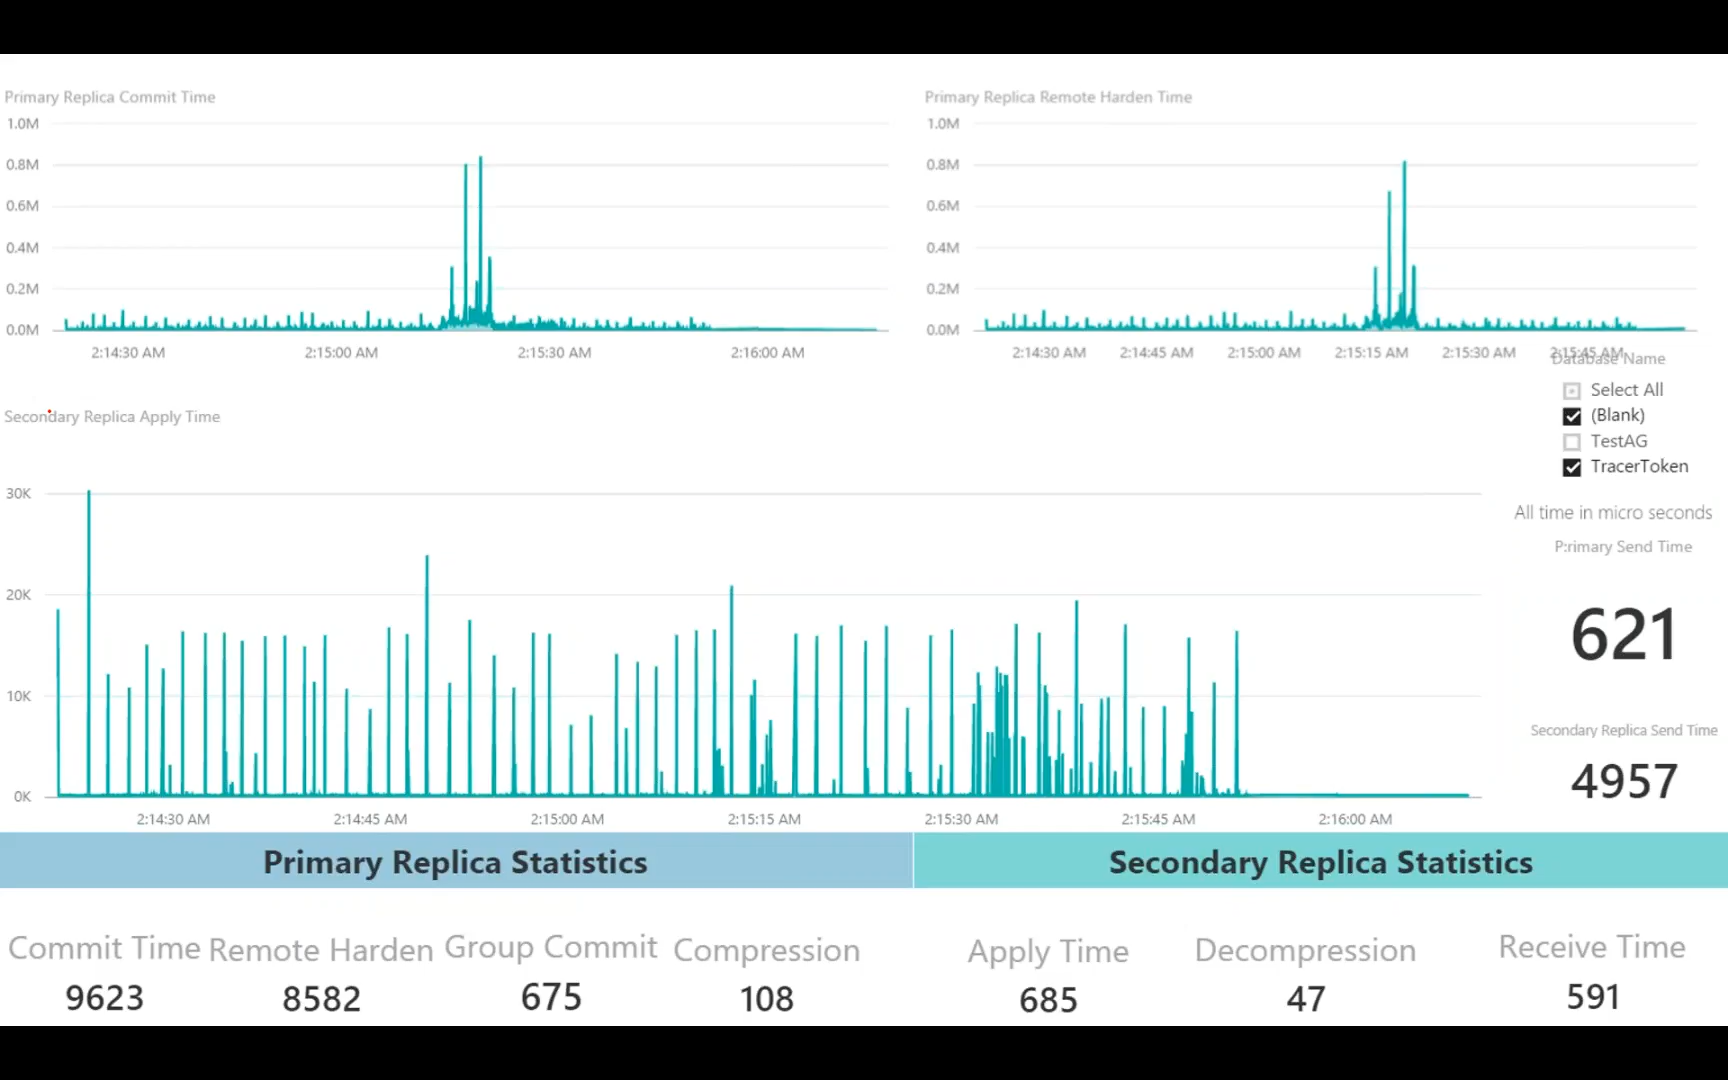 Primary Replica Commit Time
1.0M
0.8M
0.6M
0.4M
0.2M
0.0M
2:14:30 AM 2:15:00 AM 2:15:30 AM 2:16:00 AM
Primary Replica Remote Harden Time
1.0M
0.8M
0.6M
0.4M
0.2M
0.0M
2:14:30 AM 2:14:45 AM 2:15:00 AM 2:15:15 AM 2:15:30 AM 2:15:45 AM
Database Name
Select All
(Blank)
TestAG
TracerToken
Secondary Replica Apply Time
30K
20K
10K
0K
2:14:30 AM 2:14:45 AM 2:15:00 AM 2:15:15 AM 2:15:30 AM 2:15:45 AM 2:16:00 AM
All time in micro seconds
P:rimary Send Time
621
Secondary Replica Send Time
4957
Primary Replica Statistics
Commit Time Remote Harden Group Commit Compression
9623 8582 675 108
Secondary Replica Statistics
Apply Time Decompression Receive Time
685 47 591